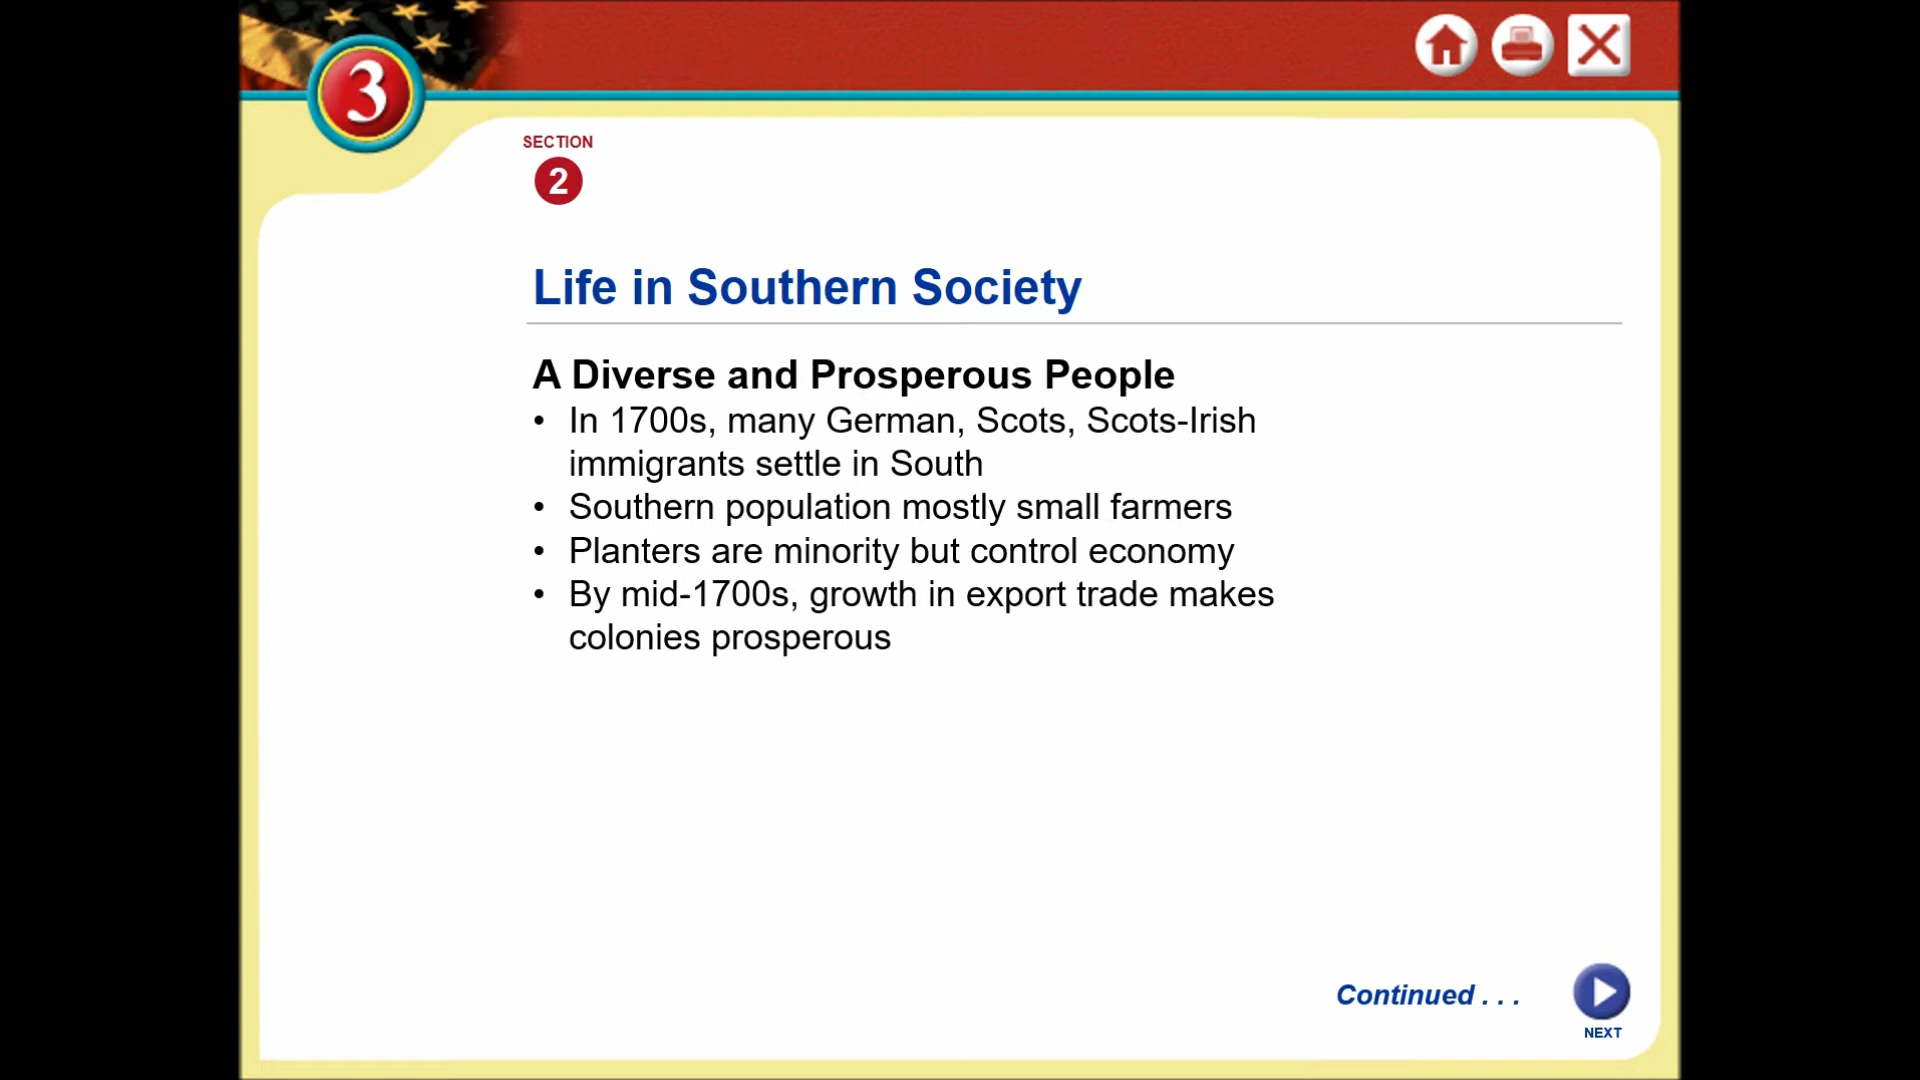 3
SECTION
2
Life in Southern Society
A Diverse and Prosperous People
• In 1700s, many German, Scots, Scots-Irish
immigrants settle in South
• Southern population mostly small farmers
• Planters are minority but control economy
• By mid-1700s, growth in export trade makes
colonies prosperous
Continued . . .
NEXT